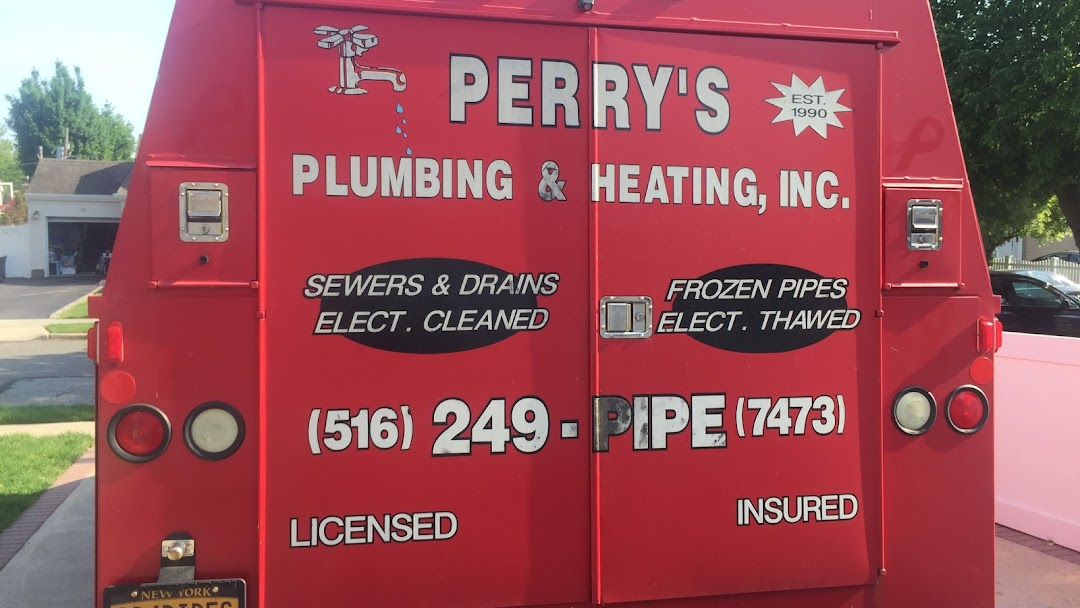 PERRY'S
EST.
1990
PLUMBING & HEATING, INC.
SEWERS & DRAINS
ELECT. CLEANED
FROZEN PIPES
ELECT. THAWED
(516) 249-PIPE (7473)
LICENSED
INSURED
NEW YORK